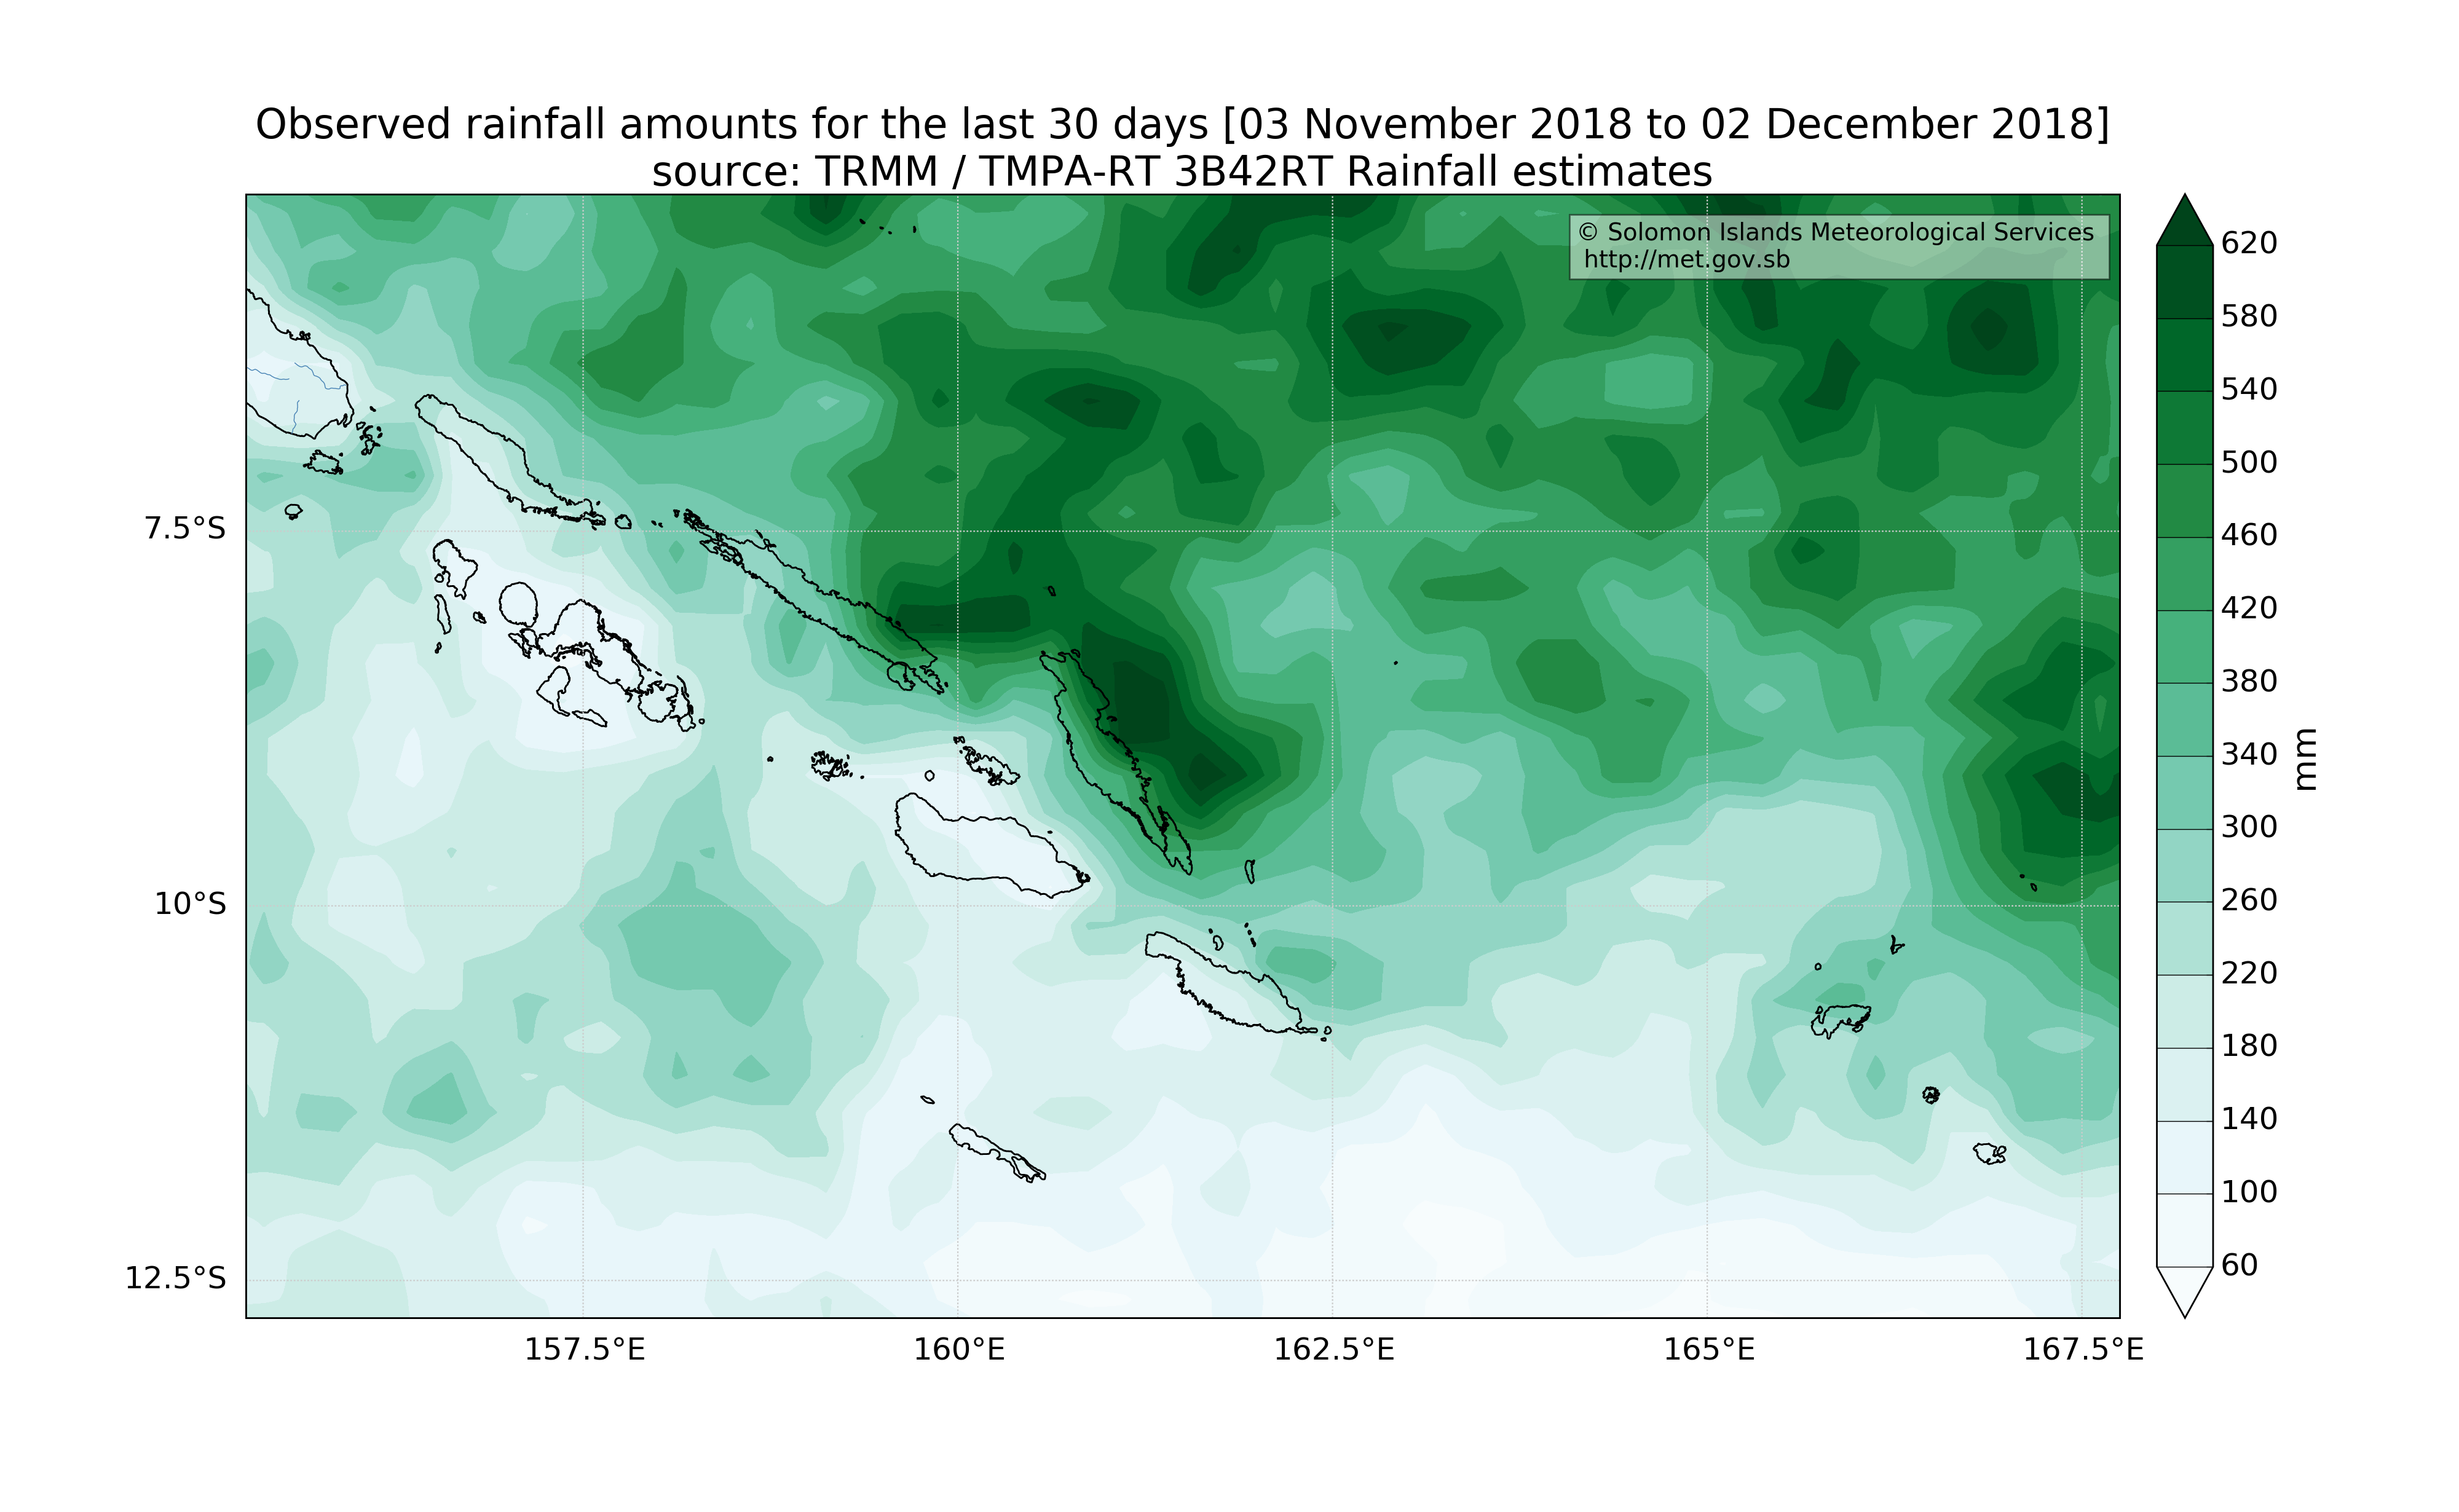 Observed rainfall amounts for the last 30 days [03 November 2018 to 02 December 2018]
source: TRMM / TMPA-RT 3B42RT Rainfall estimates
© Solomon Islands Meteorological Services
http://met.gov.sb
7.5°S
10°S
12.5°S
157.5°E
160°E
162.5°E
165°E
167.5°E
620
580
540
500
460
420
380
340
300
260
220
180
140
100
60
mm